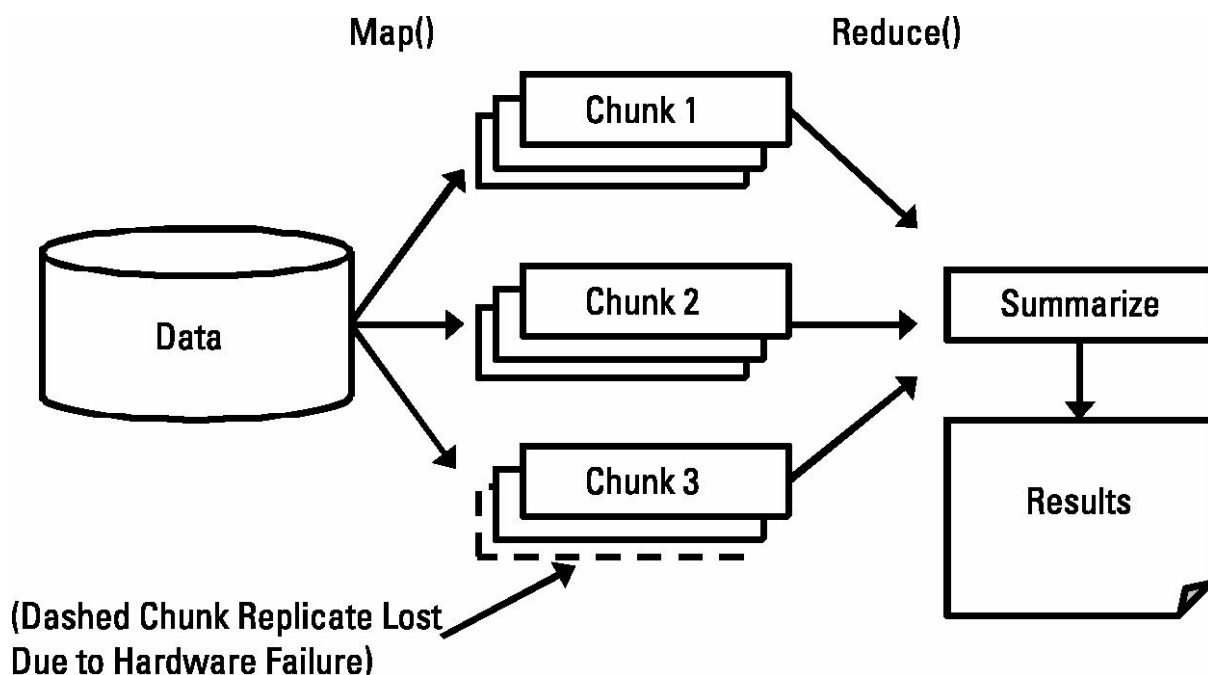 Map()
Reduce()
Chunk 1
Chunk 2
Summarize
Data
Chunk 3
Results
(Dashed Chunk Replicate Lost
Due to Hardware Failure)